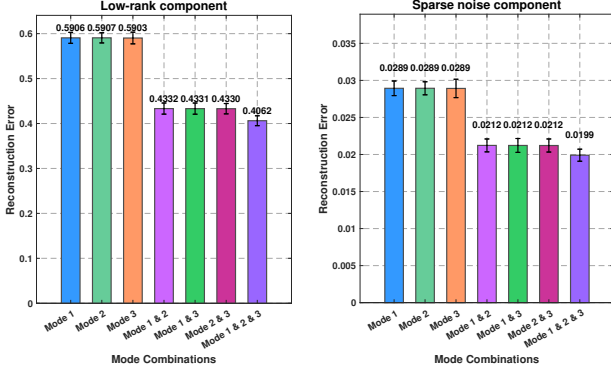 Low-rank component
Reconstruction Error
0.6
0.5
0.4
0.3
0.2
0.1
0
0.5906
0.5907
0.5903
0.4332
0.4331
0.4330
0.4062
Mode 1
Mode 2
Mode 3
Mode 1 & 2
Mode 1 & 3
Mode 2 & 3
Mode 1 & 2 & 3
Mode Combinations
Sparse noise component
Reconstruction Error
0.035
0.03
0.025
0.02
0.015
0.01
0.005
0
0.0289
0.0289
0.0289
0.0212
0.0212
0.0212
0.0199
Mode 1
Mode 2
Mode 3
Mode 1 & 2
Mode 1 & 3
Mode 2 & 3
Mode 1 & 2 & 3
Mode Combinations